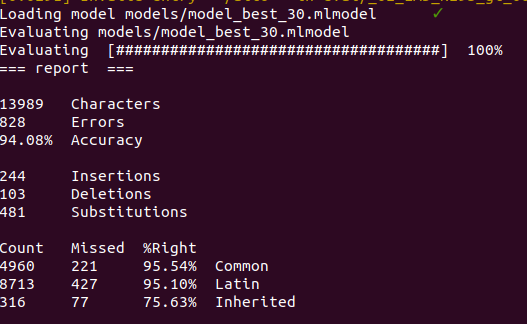 Loading model models/model_best_30.mlmodel ✓
Evaluating models/model_best_30.mlmodel
Evaluating [####################################] 100%
=== report ===
13989 Characters
828 Errors
94.08% Accuracy
244 Insertions
103 Deletions
481 Substitutions
Count Missed %Right
4960 221 95.54% Common
8713 427 95.10% Latin
316 77 75.63% Inherited